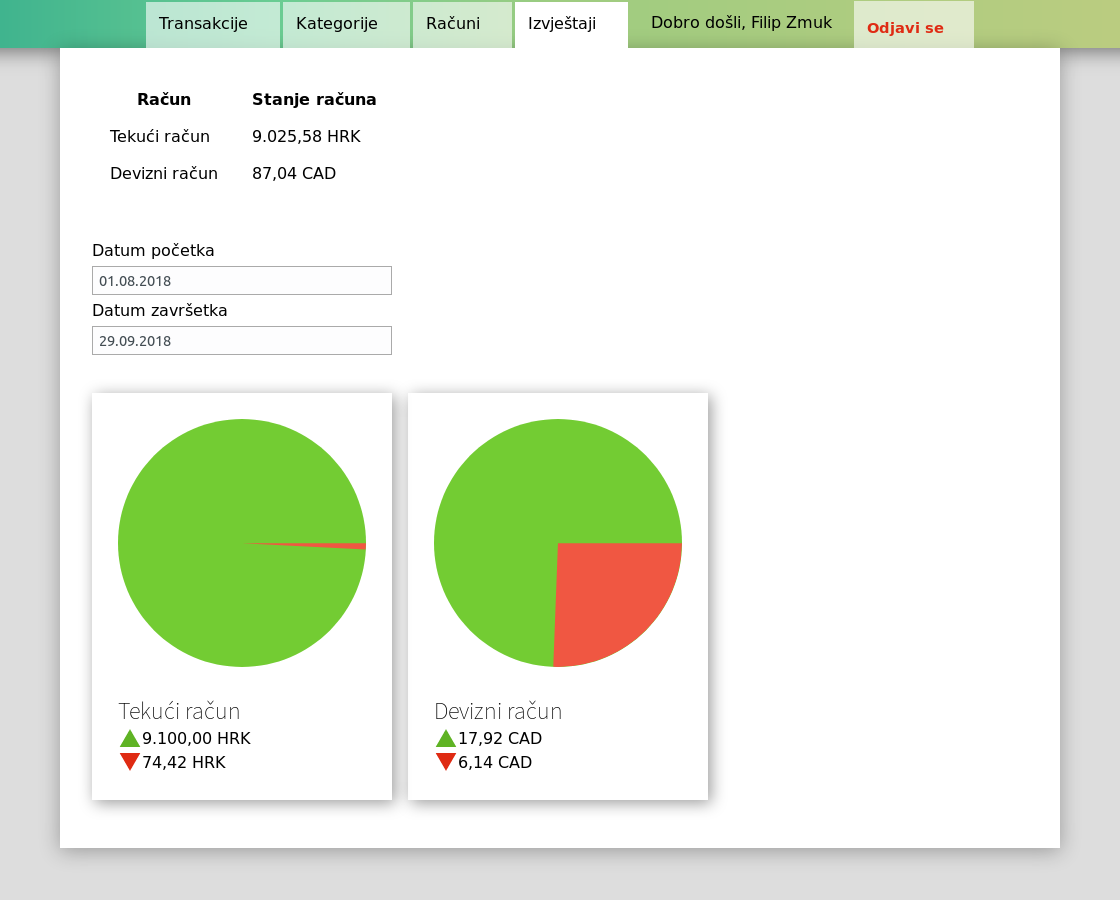 Transakcije Kategorije Računi Izvještaji Dobro došli, Filip Zmuk Odjavi se
Račun Stanje računa
Tekući račun 9.025,58 HRK
Devizni račun 87,04 CAD
Datum početka
01.08.2018
Datum završetka
29.09.2018
Tekući račun
9.100,00 HRK
74,42 HRK
Devizni račun
17,92 CAD
6,14 CAD